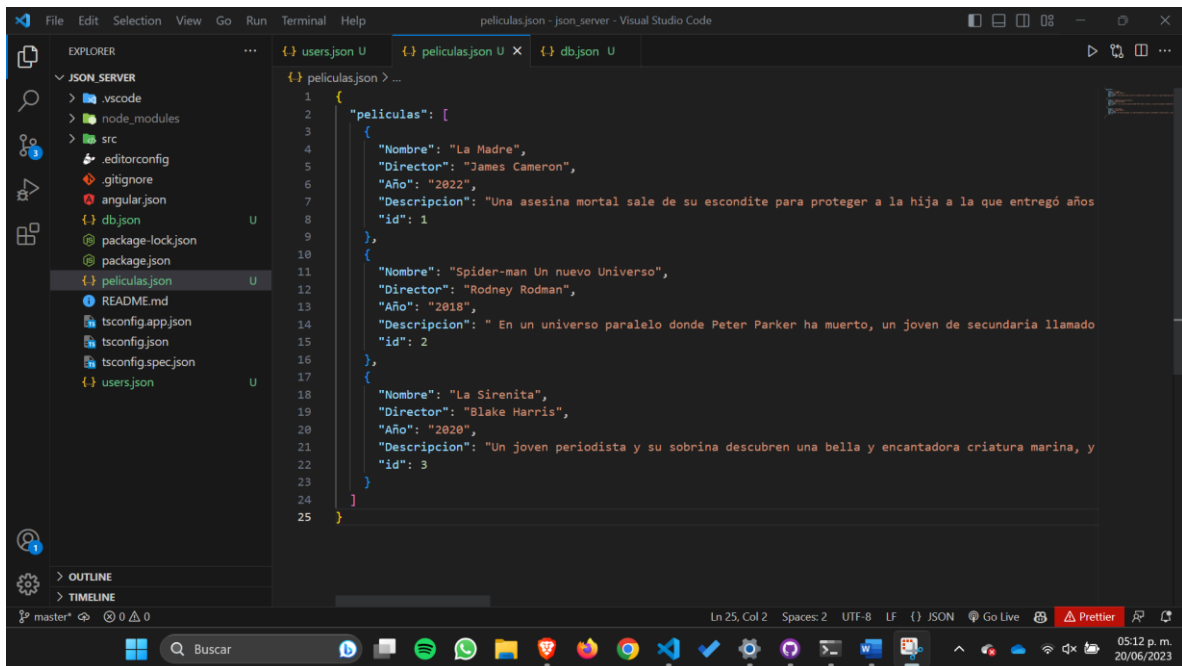 File Edit Selection View Go Run Terminal Help peliculas.json - json_server - Visual Studio Code
EXPLORER
JSON_SERVER
.vscode
node_modules
src
.editorconfig
.gitignore
angular.json
db.json U
package-lock.json
package.json
peliculas.json U
README.md
tsconfig.app.json
tsconfig.json
tsconfig.spec.json
users.json U
OUTLINE
TIMELINE
users.json U peliculas.json U db.json U
peliculas.json > ...
1 {
2 "peliculas": [
3 {
4 "Nombre": "La Madre",
5 "Director": "James Cameron",
6 "Año": "2022",
7 "Descripcion": "Una asesina mortal sale de su escondite para proteger a la hija a la que entregó años
8 "id": 1
9 },
10 {
11 "Nombre": "Spider-man Un nuevo Universo",
12 "Director": "Rodney Rodman",
13 "Año": "2018",
14 "Descripcion": " En un universo paralelo donde Peter Parker ha muerto, un joven de secundaria llamado
15 "id": 2
16 },
17 {
18 "Nombre": "La Sirenita",
19 "Director": "Blake Harris",
20 "Año": "2020",
21 "Descripcion": "Un joven periodista y su sobrina descubren una bella y encantadora criatura marina, y
22 "id": 3
23 }
24 ]
25 }
master* 0 0 Ln 25, Col 2 Spaces: 2 UTF-8 LF {} JSON Go Live Prettier
Buscar
05:12 p. m.
20/06/2023